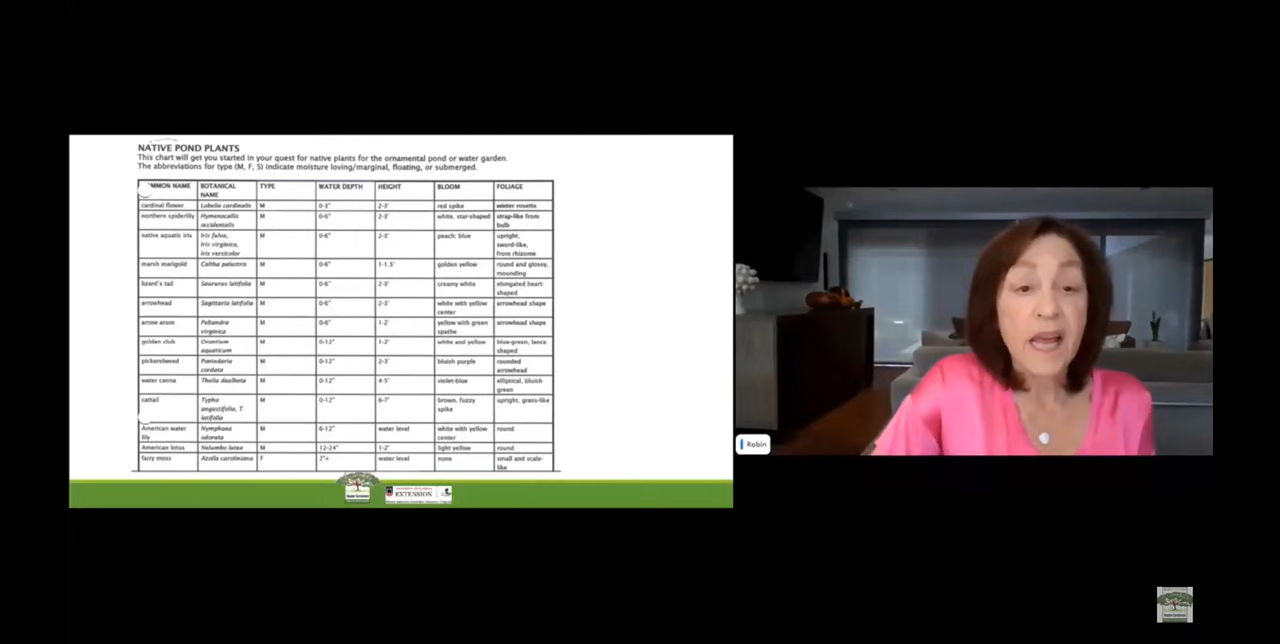 NATIVE POND PLANTS
This chart will get you started in your quest for native plants for the ornamental pond or water garden.
The abbreviations for type (M, F, S) indicate moisture loving/marginal, floating, or submerged.
MMON NAME BOTANICAL NAME TYPE WATER DEPTH HEIGHT BLOOM FOLIAGE
cardinal flower Lobelia cardinalis M 0-3" 2-3' red spike winter rosette
northern spiderlily Hymenocallis occidentalis M 0-6" 2-3' white, star-shaped strap-like from bulb
native aquatic iris Iris fulva, Iris virginica, Iris versicolor M 0-6" 2-3' peach; blue upright, sword-like, from rhizome
marsh marigold Caltha palustris M 0-6" 1-1.5' golden yellow round and glossy, mounding
lizard's tail Saururus latifolia M 0-6" 2-3' creamy white elongated heart-shaped
arrowhead Sagittaria latifolia M 0-6" 2-3' white with yellow center arrowhead shape
arrow arum Peltandra virginica M 0-6" 1-2' yellow with green spathe arrowhead shape
golden club Orontium aquaticum M 0-12" 1-2' white and yellow blue-green, lance shaped
pickerelweed Pontederia cordata M 0-12" 2-3' bluish purple rounded arrowhead
water canna Thalia dealbata M 0-12" 4-5' violet-blue elliptical, bluish green
cattail Typha angustifolia, T. latifolia M 0-12" 6-7' brown, fuzzy spike upright, grass-like
American water lily Nymphaea odorata M 6-12" water level white with yellow center round
American lotus Nelumbo lutea M 12-24" 1-2' light yellow round
fairy moss Azolla caroliniana F 2"+ water level none small and scale-like
EXTENSION
Robin